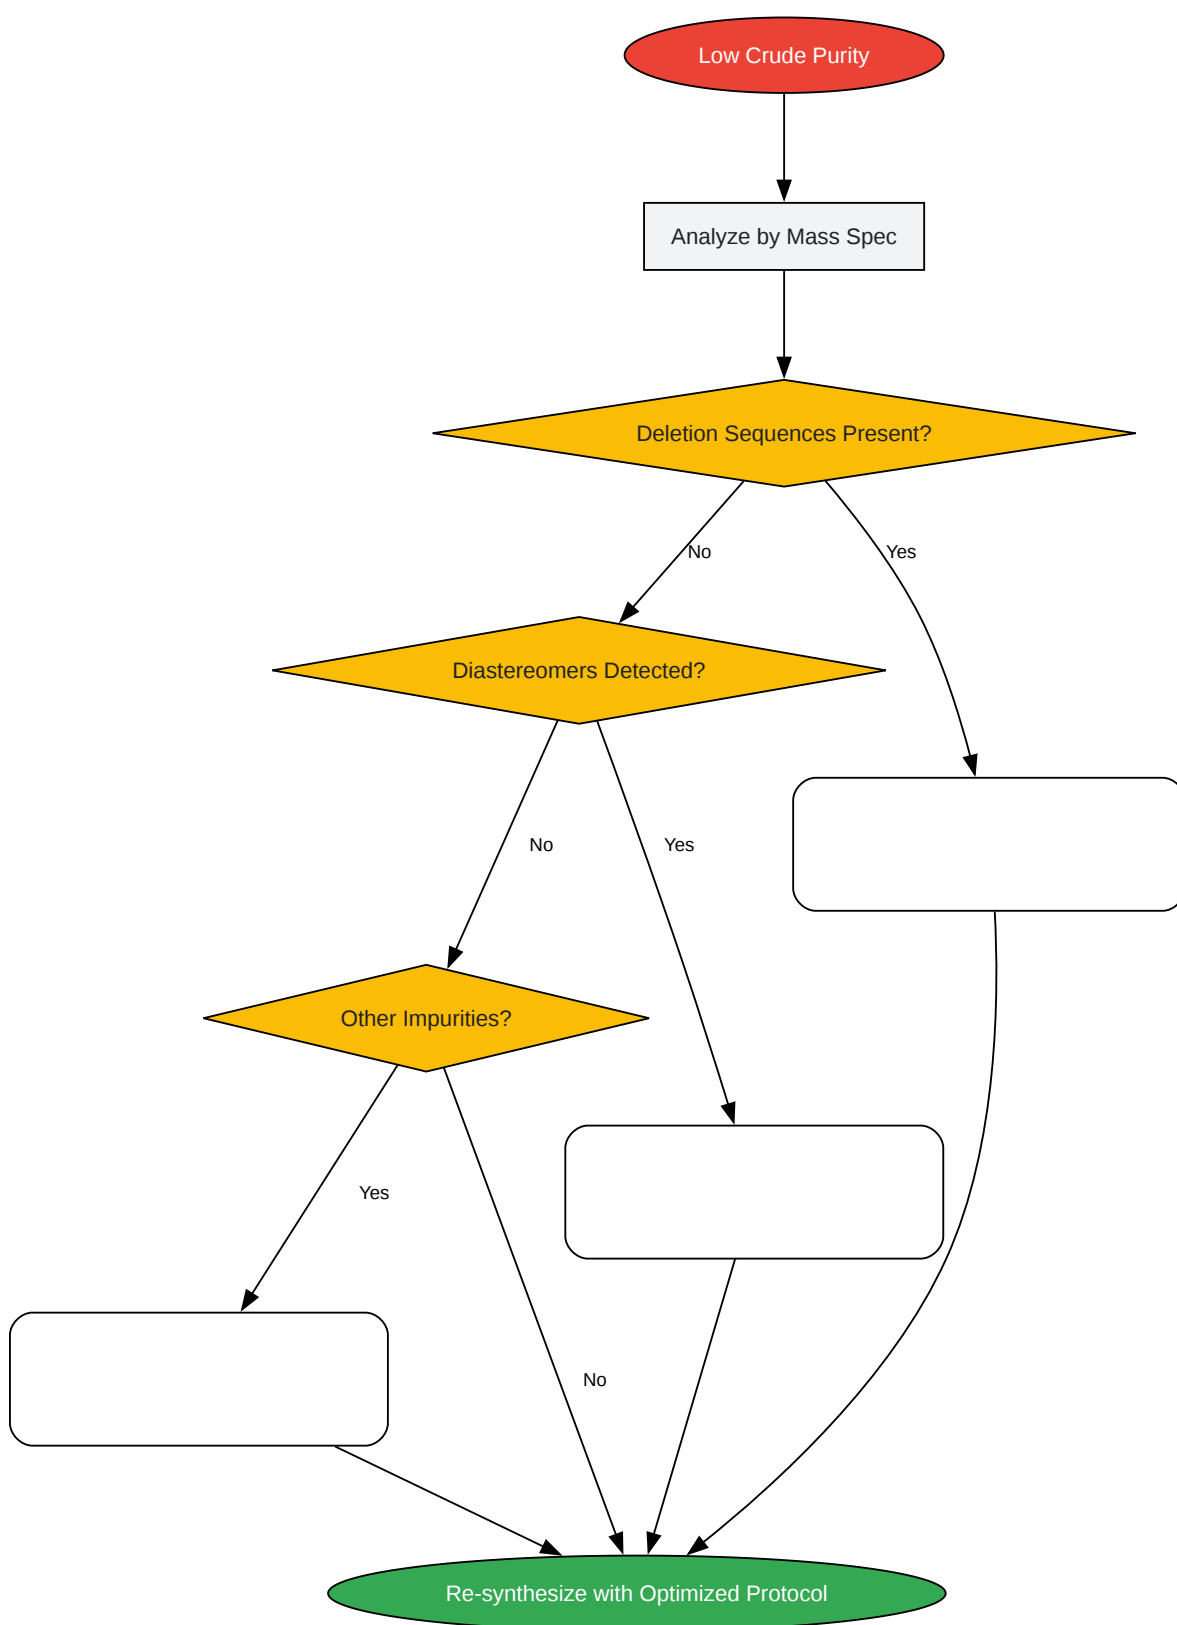 Low Crude Purity
Analyze by Mass Spec
Deletion Sequences Present?
No
Yes
Diastereomers Detected?
No
Yes
Other Impurities?
Yes
No
Re-synthesize with Optimized Protocol